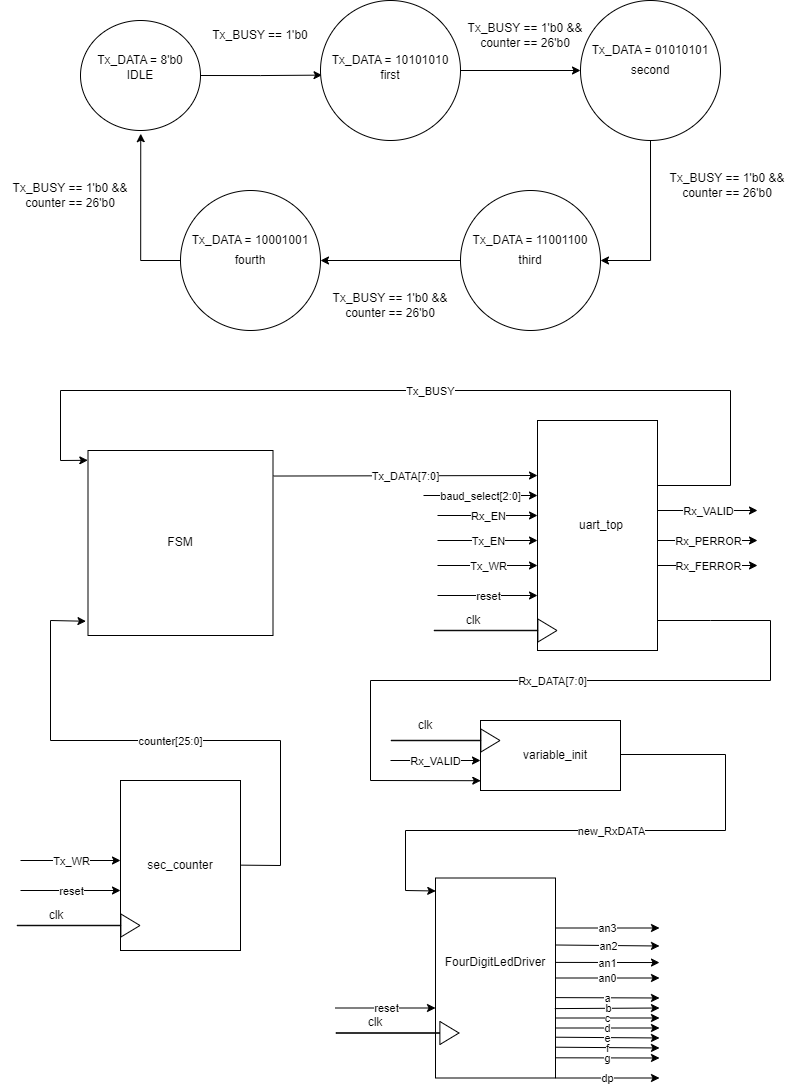 Tx_DATA = 8'b0
IDLE
Tx_BUSY == 1'b0
Tx_DATA = 10101010
first
Tx_BUSY == 1'b0 &&
counter == 26'b0
Tx_DATA = 01010101
second
Tx_BUSY == 1'b0 &&
counter == 26'b0
Tx_BUSY == 1'b0 &&
counter == 26'b0
Tx_DATA = 10001001
fourth
Tx_DATA = 11001100
third
Tx_BUSY == 1'b0 &&
counter == 26'b0
Tx_BUSY
FSM
Tx_DATA[7:0]
baud_select[2:0]
Rx_EN
Tx_EN
Tx_WR
reset
clk
uart_top
Rx_VALID
Rx_PERROR
Rx_FERROR
Rx_DATA[7:0]
clk
Rx_VALID
variable_init
counter[25:0]
Tx_WR
reset
clk
sec_counter
new_RxDATA
FourDigitLedDriver
reset
clk
an3
an2
an1
an0
a
b
c
d
e
f
g
dp